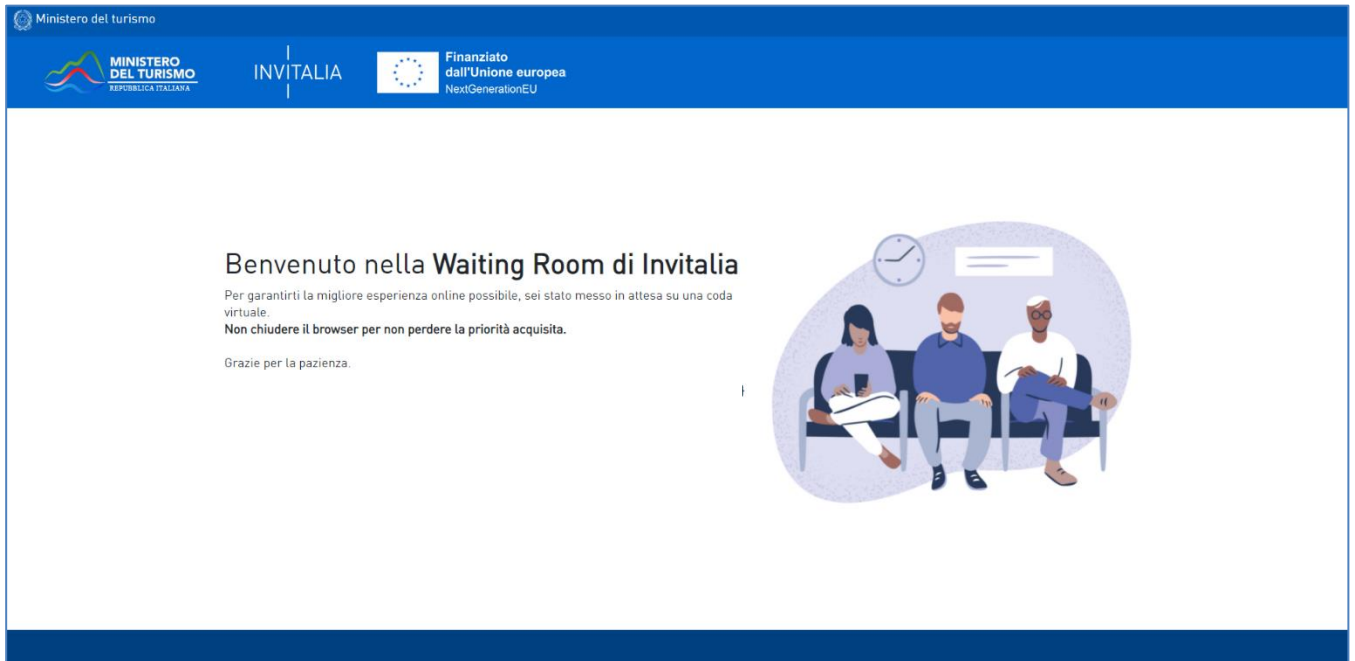 Ministero del turismo
MINISTERO
DEL TURISMO
REPUBBLICA ITALIANA
INVITALIA
Finanziato
dall'Unione europea
NextGenerationEU
Benvenuto nella Waiting Room di Invitalia
Per garantirti la migliore esperienza online possibile, sei stato messo in attesa su una coda
virtuale.
Non chiudere il browser per non perdere la priorità acquisita.
Grazie per la pazienza.